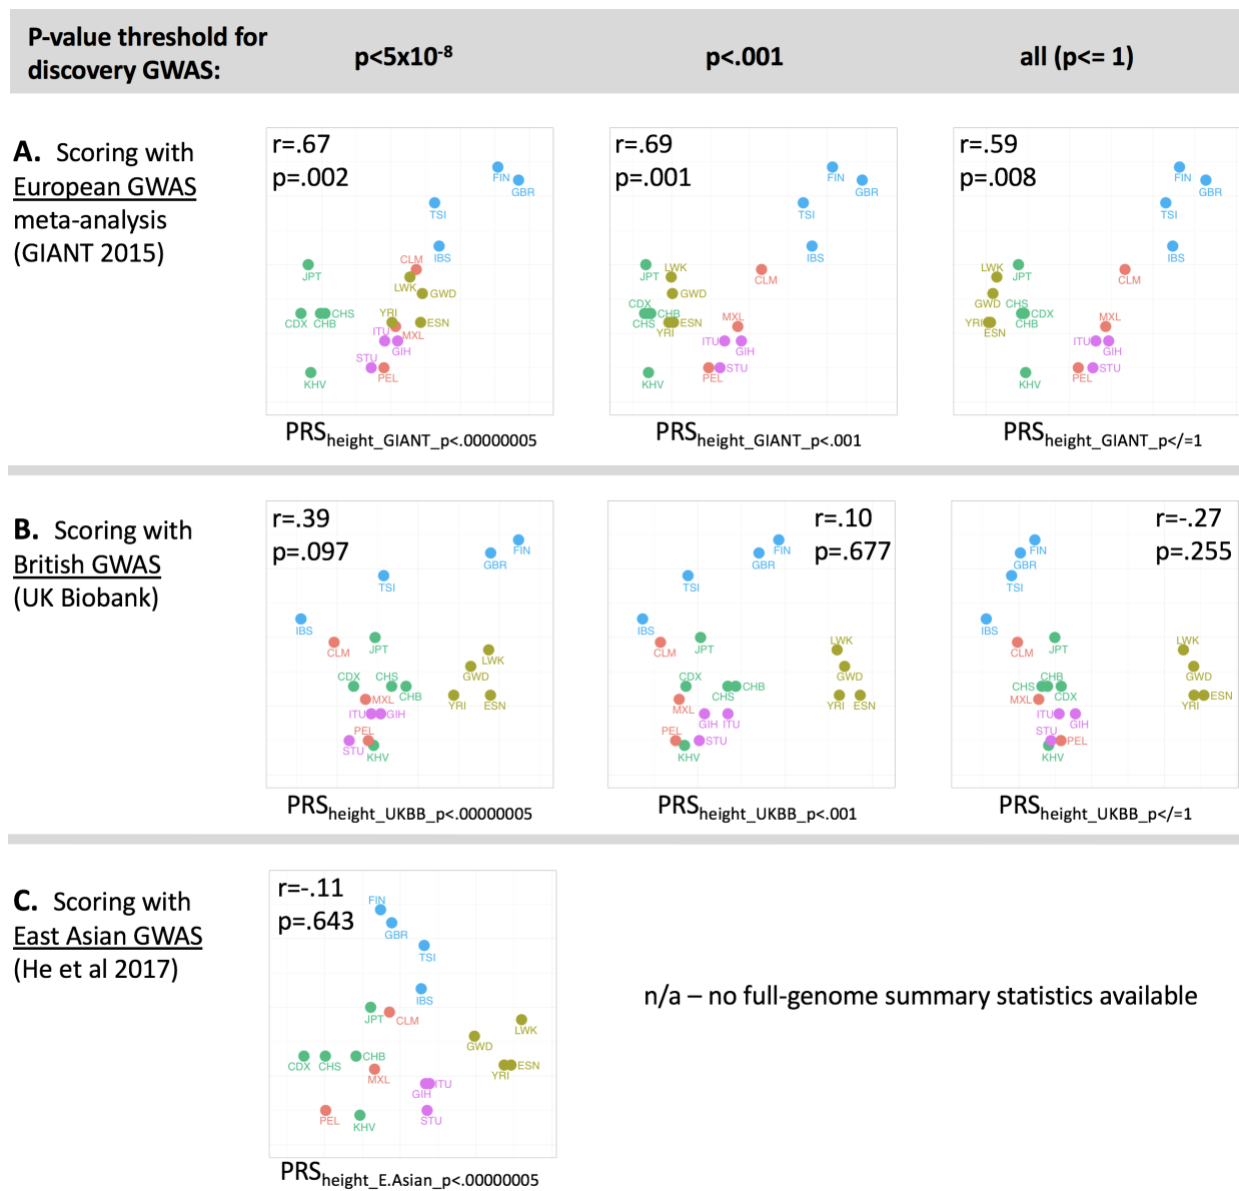 P-value threshold for
discovery GWAS:
p<5x10-8
p<.001
all (p<= 1)
A. Scoring with
European GWAS
meta-analysis
(GIANT 2015)
r=.67
p=.002
FIN
GBR
TSI
IBS
CLM
JPT
LWK
GWD
CDX
CHB
CHS
YRI
ESN
MXL
ITU
GIH
STU
PEL
KHV
PRSheight_GIANT_p<.00000005
r=.69
p=.001
FIN
GBR
TSI
IBS
LWK
JPT
CLM
GWD
CDX
CHB
CHS
YRI
ESN
MXL
ITU
GIH
PEL
STU
KHV
PRSheight_GIANT_p<.001
r=.59
p=.008
FIN
GBR
TSI
IBS
LWK
JPT
CLM
GWD
CHS
CDX
CHB
YRI
ESN
MXL
ITU
GIH
PEL
STU
KHV
PRSheight_GIANT_p</=1
B. Scoring with
British GWAS
(UK Biobank)
r=.39
p=.097
FIN
GBR
TSI
IBS
CLM
JPT
LWK
GWD
CDX
CHS
CHB
YRI
ESN
MXL
ITU
GIH
PEL
STU
KHV
PRSheight_UKBB_p<.00000005
r=.10
p=.677
FIN
GBR
TSI
IBS
CLM
JPT
LWK
GWD
CDX
CHS
CHB
YRI
ESN
MXL
GIH
ITU
PEL
STU
KHV
PRSheight_UKBB_p<.001
r=-.27
p=.255
FIN
GBR
TSI
IBS
CLM
JPT
LWK
GWD
CHB
CHS
CDX
MXL
ESN
YRI
ITU
GIH
STU
PEL
KHV
PRSheight_UKBB_p</=1
C. Scoring with
East Asian GWAS
(He et al 2017)
r=-.11
p=.643
FIN
GBR
TSI
IBS
JPT
CLM
LWK
GWD
CDX
CHS
CHB
MXL
YRI
ESN
GIH
ITU
PEL
KHV
STU
PRSheight_E.Asian_p<.00000005
n/a – no full-genome summary statistics available